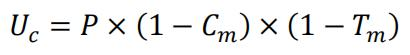 U_c = P × (1 − C_m) × (1 − T_m)